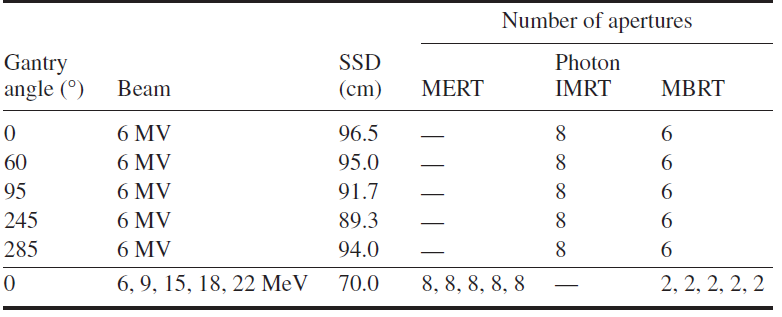 Number of apertures
Gantry SSD Photon
angle (°) Beam (cm) MERT IMRT MBRT
0 6 MV 96.5 — 8 6
60 6 MV 95.0 — 8 6
95 6 MV 91.7 — 8 6
245 6 MV 89.3 — 8 6
285 6 MV 94.0 — 8 6
0 6, 9, 15, 18, 22 MeV 70.0 8, 8, 8, 8, 8 — 2, 2, 2, 2, 2